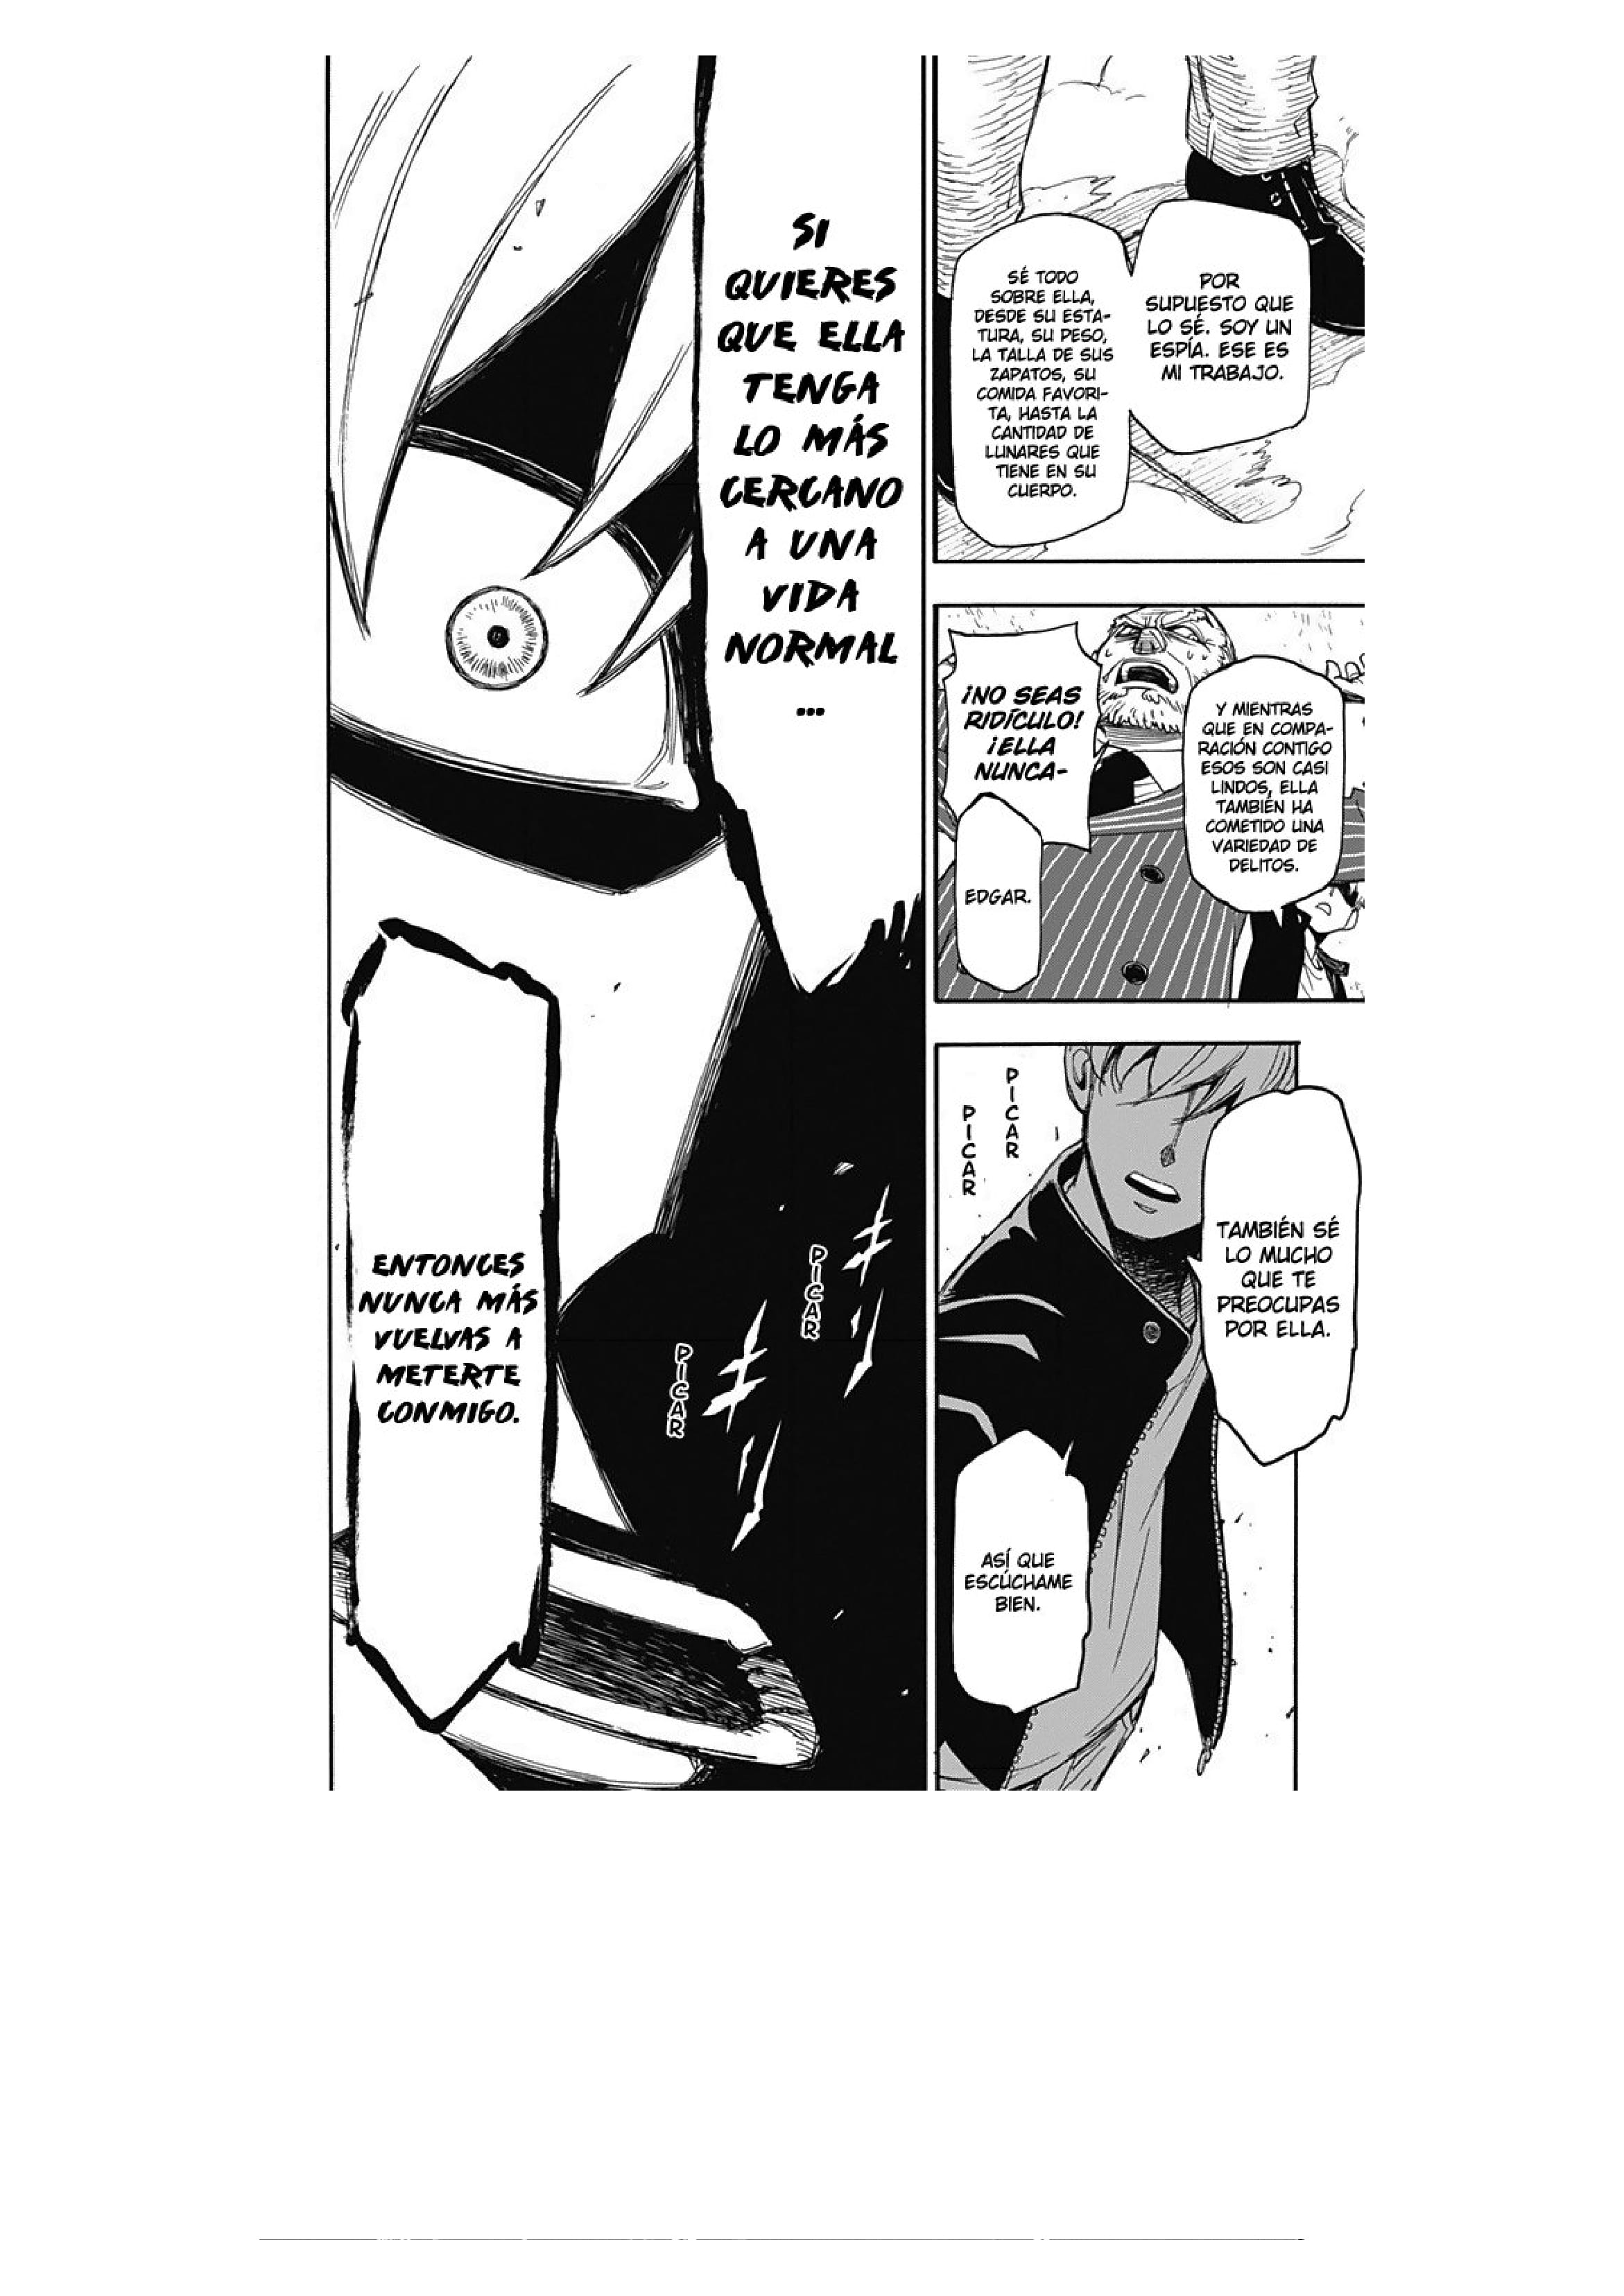 POR
SUPUESTO QUE
LO SÉ. SOY UN
ESPÍA. ESE ES
MI TRABAJO.
SÉ TODO
SOBRE ELLA,
DESDE SU ESTA-
TURA, SU PESO,
LA TALLA DE SUS
ZAPATOS, SU
COMIDA FAVORI-
TA, HASTA LA
CANTIDAD DE
LUNARES QUE
TIENE EN SU
CUERPO.
Y MIENTRAS
QUE EN COMPA-
RACIÓN CONTIGO
ESOS SON CASI
LINDOS, ELLA
TAMBIÉN HA
COMETIDO UNA
VARIEDAD DE
DELITOS.
¡NO SEAS
RIDÍCULO!
¡ELLA
NUNCA-
EDGAR.
PICAR
PICAR
TAMBIÉN SÉ
LO MUCHO
QUE TE
PREOCUPAS
POR ELLA.
ASÍ QUE
ESCÚCHAME
BIEN.
SI
QUIERES
QUE ELLA
TENGA
LO MÁS
CERCANO
A UNA
VIDA
NORMAL
...
PICAR
PICAR
ENTONCES
NUNCA MÁS
VUELVAS A
METERTE
CONMIGO.